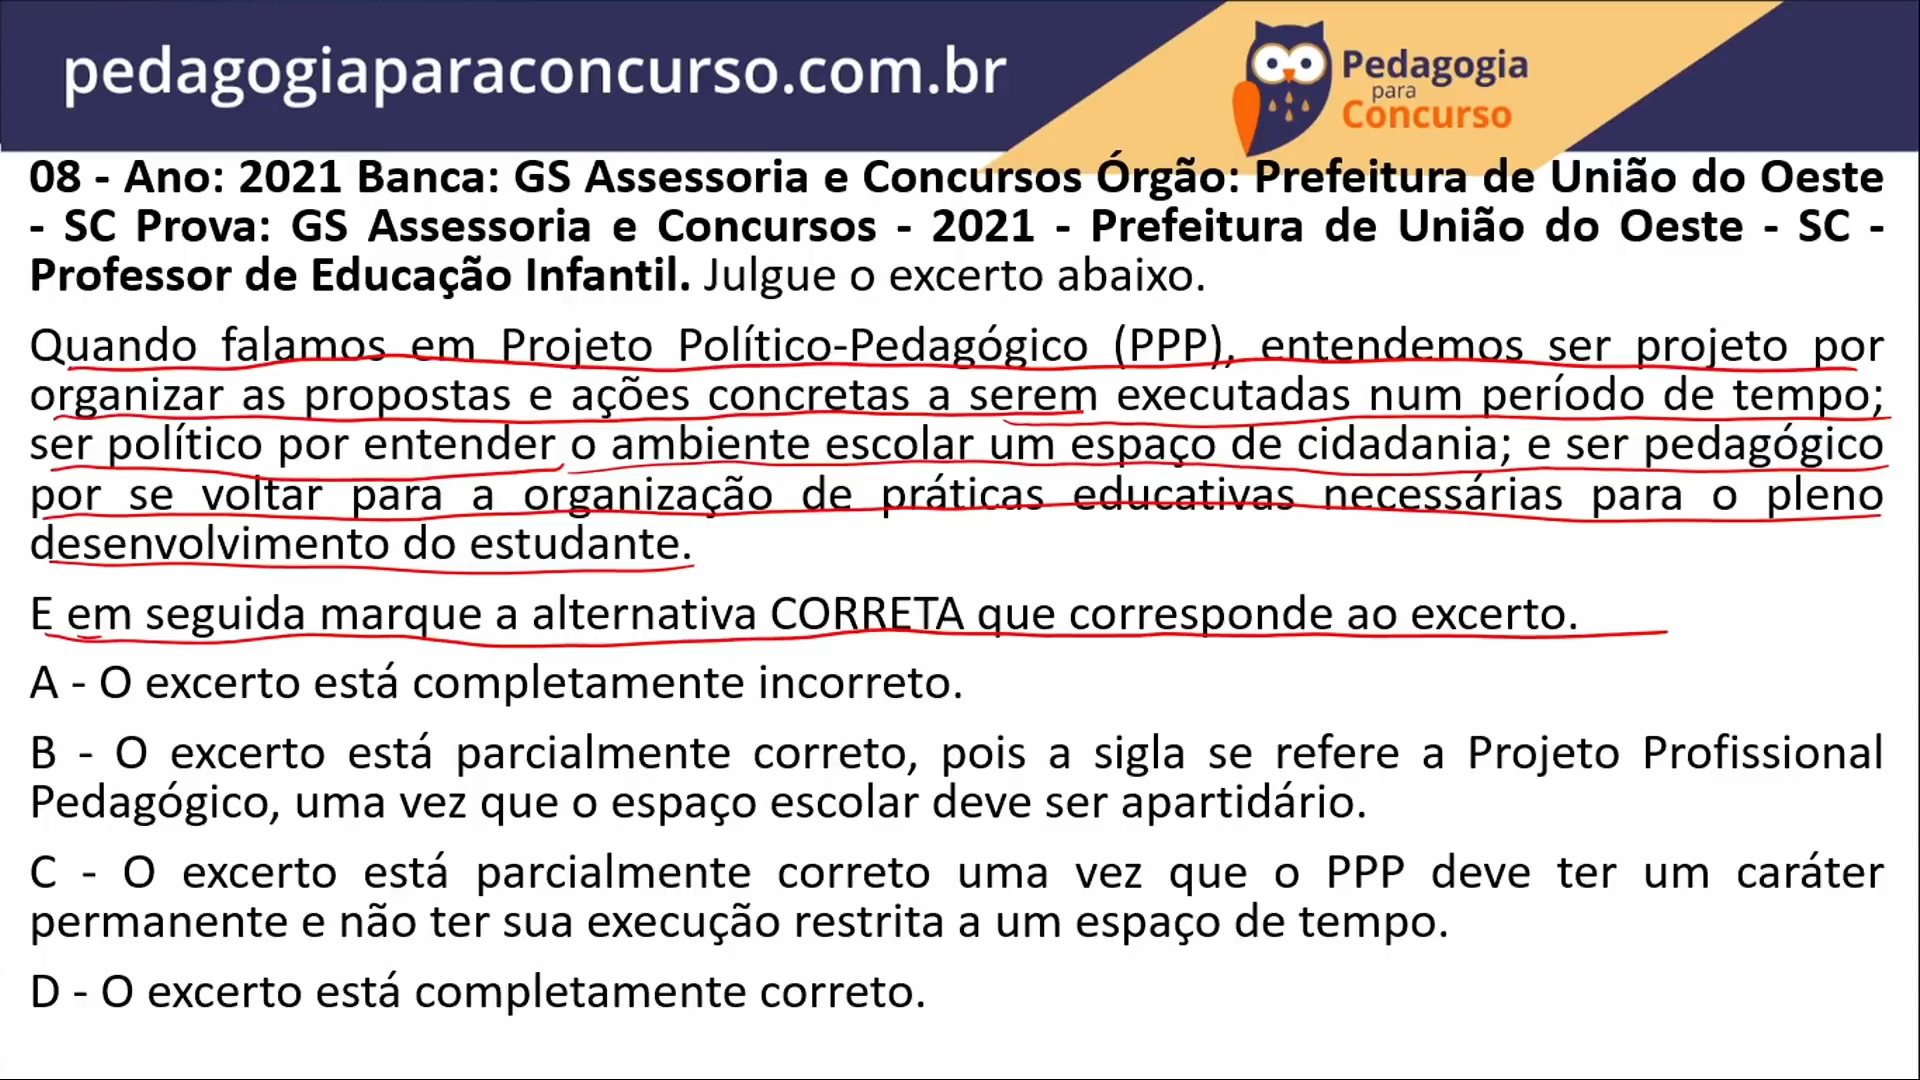 pedagogiaparaconcurso.com.br
Pedagogia
para
Concurso
08 - Ano: 2021 Banca: GS Assessoria e Concursos Órgão: Prefeitura de União do Oeste
- SC Prova: GS Assessoria e Concursos - 2021 - Prefeitura de União do Oeste - SC -
Professor de Educação Infantil. Julgue o excerto abaixo.
Quando falamos em Projeto Político-Pedagógico (PPP), entendemos ser projeto por
organizar as propostas e ações concretas a serem executadas num período de tempo;
ser político por entender o ambiente escolar um espaço de cidadania; e ser pedagógico
por se voltar para a organização de práticas educativas necessárias para o pleno
desenvolvimento do estudante.
E em seguida marque a alternativa CORRETA que corresponde ao excerto.
A - O excerto está completamente incorreto.
B - O excerto está parcialmente correto, pois a sigla se refere a Projeto Profissional
Pedagógico, uma vez que o espaço escolar deve ser apartidário.
C - O excerto está parcialmente correto uma vez que o PPP deve ter um caráter
permanente e não ter sua execução restrita a um espaço de tempo.
D - O excerto está completamente correto.